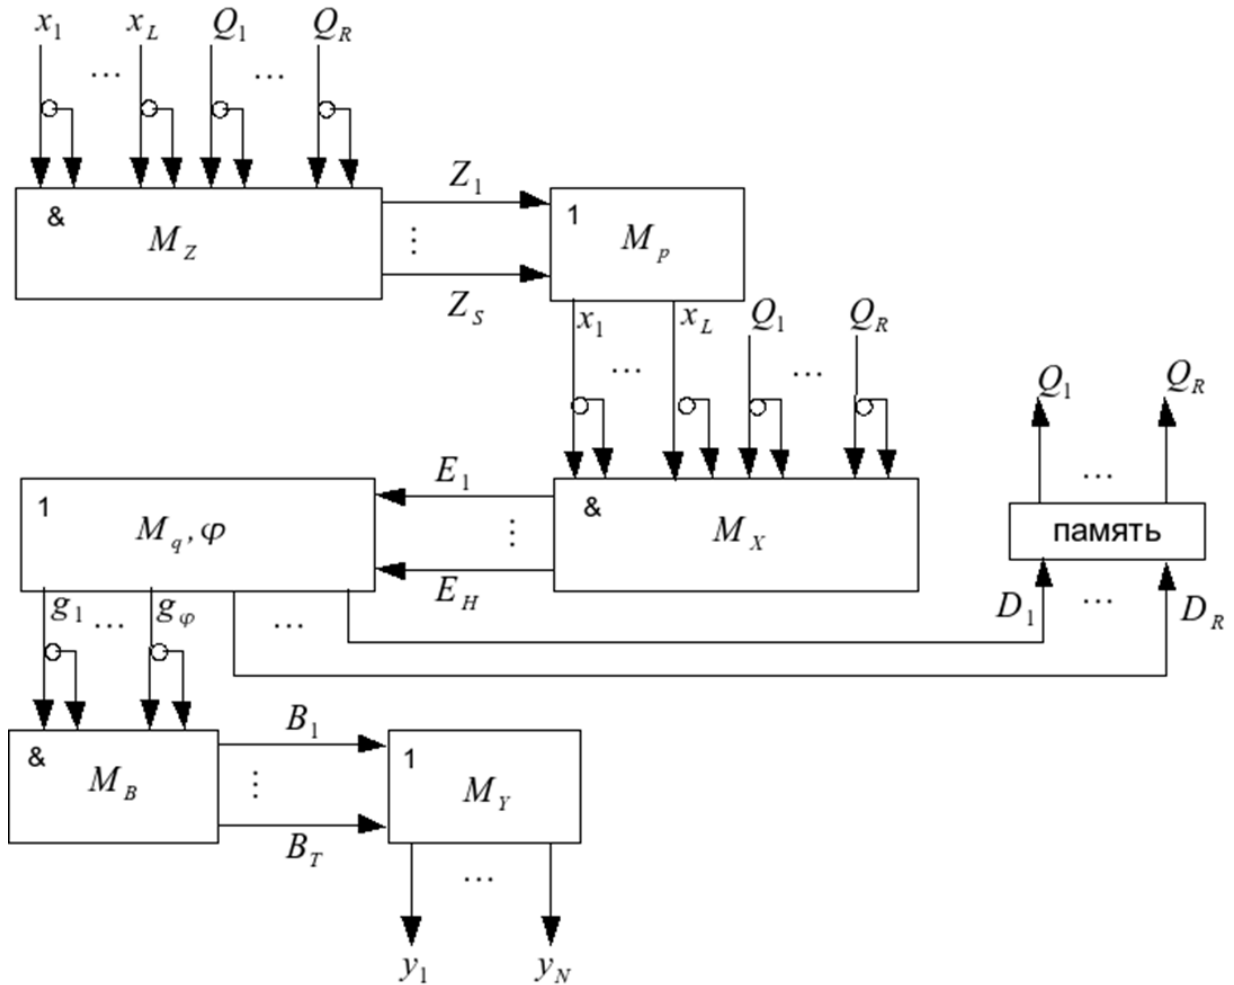 x1 ... xL Q1 ... QR
& MZ
Z1
⋮
ZS
1 Mp
x1 ... xL Q1 ... QR
& MX
E1
⋮
EH
1 Mq, φ
Q1 ... QR
память
D1 ... DR
g1 ... gφ ...
& MB
B1
⋮
BT
1 MY
...
y1 yN